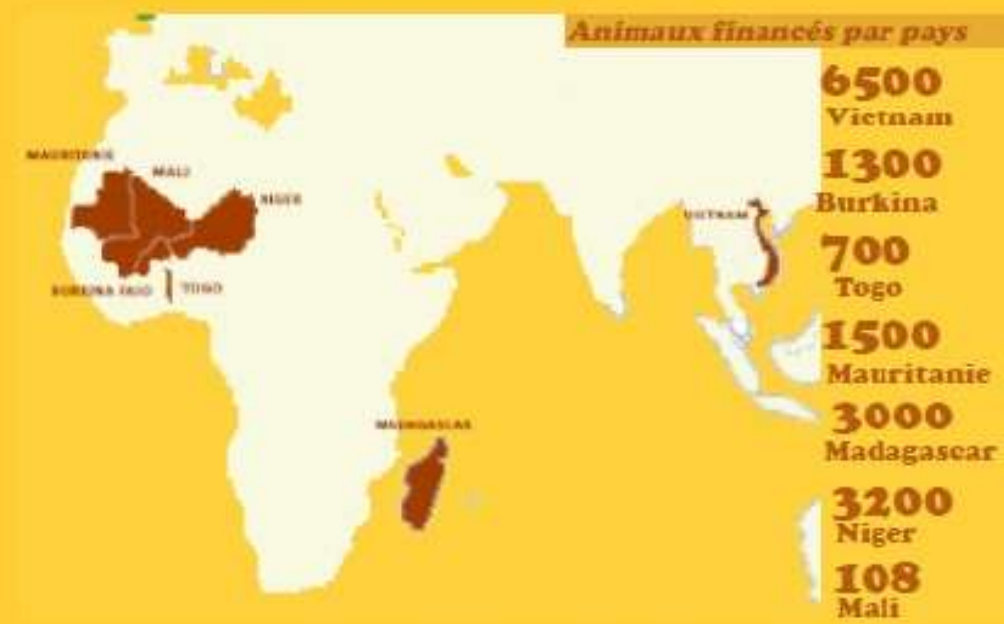 Animaux financés par pays
6500
Vietnam
1300
Burkina
700
Togo
1500
Mauritanie
3000
Madagascar
3200
Niger
108
Mali
MAURITANIE
MALI
NIGER
BURKINA FASO
TOGO
MADAGASCAR
VIETNAM